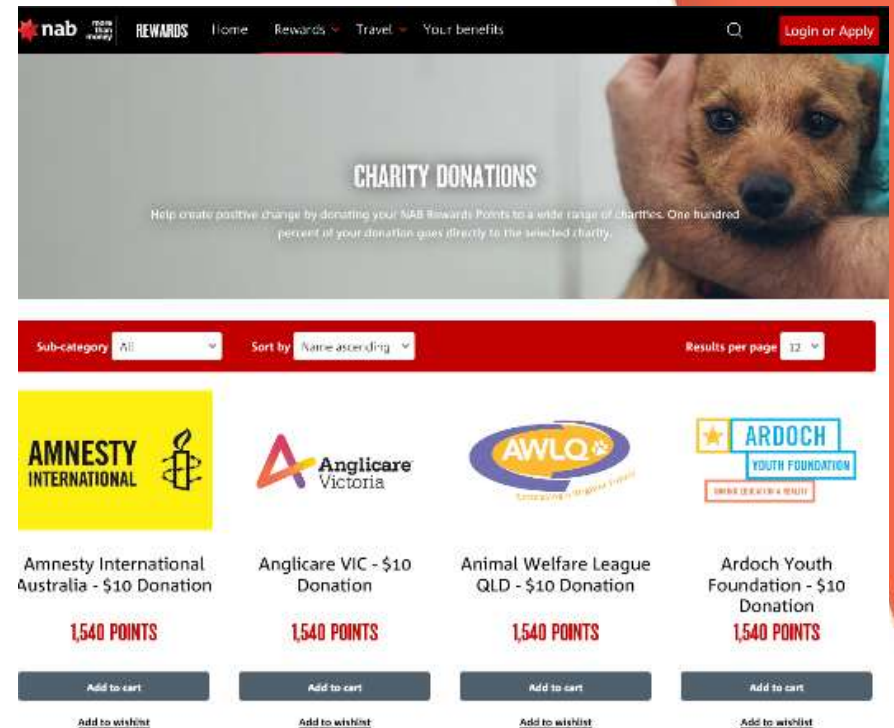 nab more than money REWARDS Home Rewards Travel Your benefits Login or Apply
CHARITY DONATIONS
Help create positive change by donating your NAB Rewards Points to a wide range of charities. One hundred
percent of your donation goes directly to the selected charity.
Sub-category All Sort by Name ascending Results per page 12
AMNESTY
INTERNATIONAL
Anglicare
Victoria
AWLQ
ARDOCH
YOUTH FOUNDATION
Amnesty International
Australia - $10 Donation
1,540 POINTS
Add to cart
Add to wishlist
Anglicare VIC - $10
Donation
1,540 POINTS
Add to cart
Add to wishlist
Animal Welfare League
QLD - $10 Donation
1,540 POINTS
Add to cart
Add to wishlist
Ardoch Youth
Foundation - $10
Donation
1,540 POINTS
Add to cart
Add to wishlist